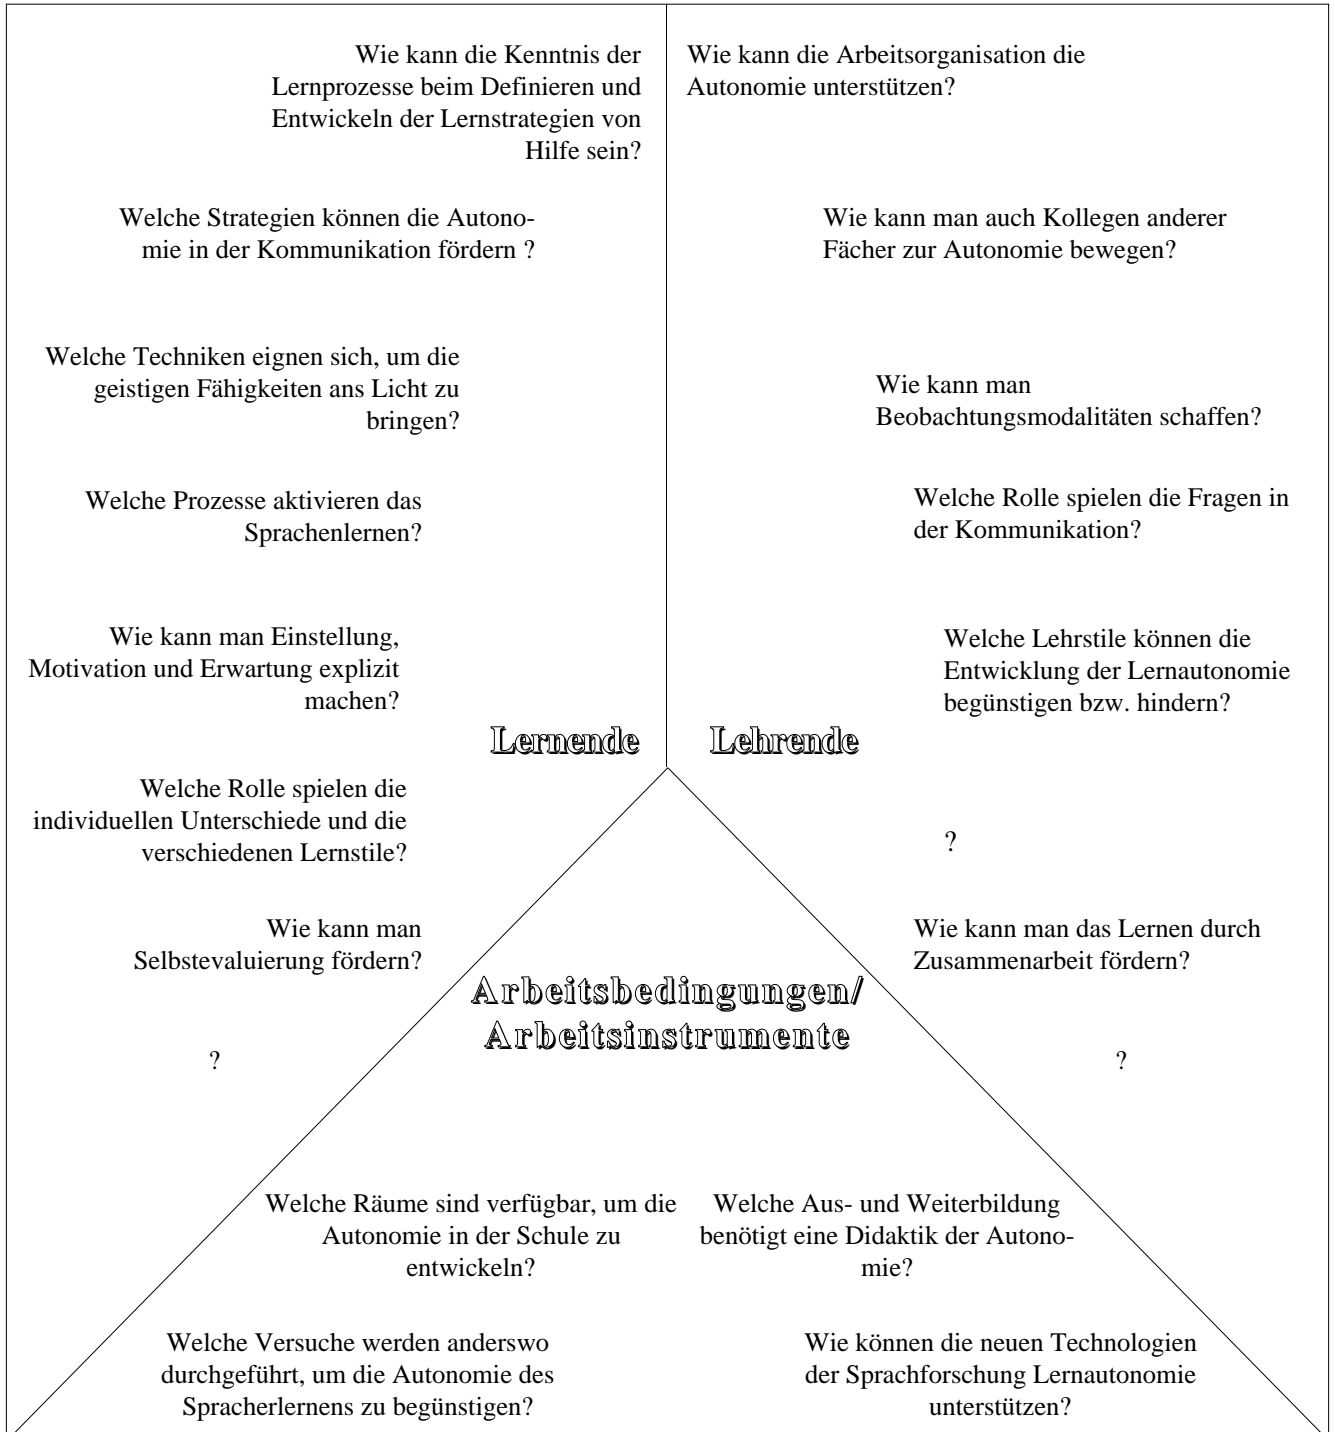 Wie kann die Kenntnis der
Lernprozesse beim Definieren und
Entwickeln der Lernstrategien von
Hilfe sein?
Welche Strategien können die Autono-
mie in der Kommunikation fördern ?
Welche Techniken eignen sich, um die
geistigen Fähigkeiten ans Licht zu
bringen?
Welche Prozesse aktivieren das
Sprachenlernen?
Wie kann man Einstellung,
Motivation und Erwartung explizit
machen?
Lernende
Welche Rolle spielen die
individuellen Unterschiede und die
verschiedenen Lernstile?
Wie kann man
Selbstevaluierung fördern?
?
Wie kann die Arbeitsorganisation die
Autonomie unterstützen?
Wie kann man auch Kollegen anderer
Fächer zur Autonomie bewegen?
Wie kann man
Beobachtungsmodalitäten schaffen?
Welche Rolle spielen die Fragen in
der Kommunikation?
Welche Lehrstile können die
Entwicklung der Lernautonomie
begünstigen bzw. hindern?
Lehrende
?
Wie kann man das Lernen durch
Zusammenarbeit fördern?
?
Arbeitsbedingungen/
Arbeitsinstrumente
Welche Räume sind verfügbar, um die
Autonomie in der Schule zu
entwickeln?
Welche Aus- und Weiterbildung
benötigt eine Didaktik der Autono-
mie?
Welche Versuche werden anderswo
durchgeführt, um die Autonomie des
Spracherlernens zu begünstigen?
Wie können die neuen Technologien
der Sprachforschung Lernautonomie
unterstützen?